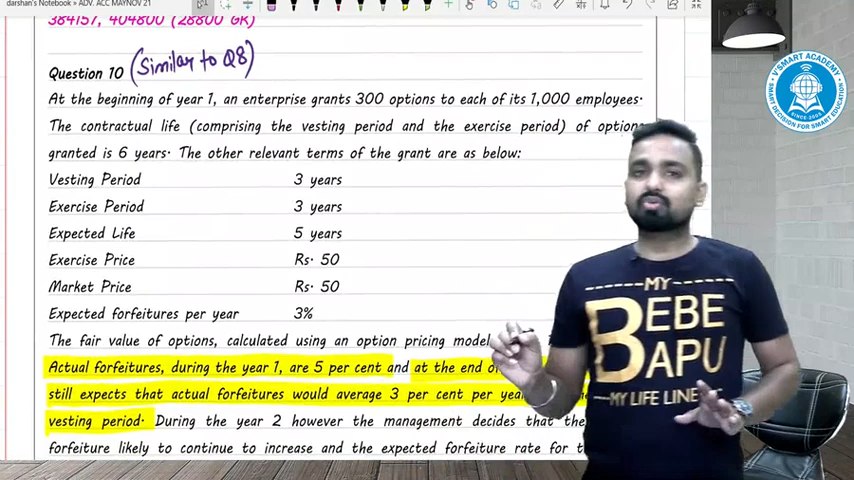 darshan's Notebook » ADV. ACC MAYNOV 21
384157, 404800 (28800 GR)
Question 10 (Similar to Q8)
At the beginning of year 1, an enterprise grants 300 options to each of its 1,000 employees.
The contractual life (comprising the vesting period and the exercise period) of options
granted is 6 years. The other relevant terms of the grant are as below:
Vesting Period 3 years
Exercise Period 3 years
Expected Life 5 years
Exercise Price Rs. 50
Market Price Rs. 50
Expected forfeitures per year 3%
The fair value of options, calculated using an option pricing model
Actual forfeitures, during the year 1, are 5 per cent and at the end of
still expects that actual forfeitures would average 3 per cent per year
vesting period. During the year 2 however the management decides that the
forfeiture likely to continue to increase and the expected forfeiture rate for
V'SMART ACADEMY
SMART DECISION FOR SMART EDUCATION
SINCE-2005
MY
BEBE
BAPU
MY LIFE LINE